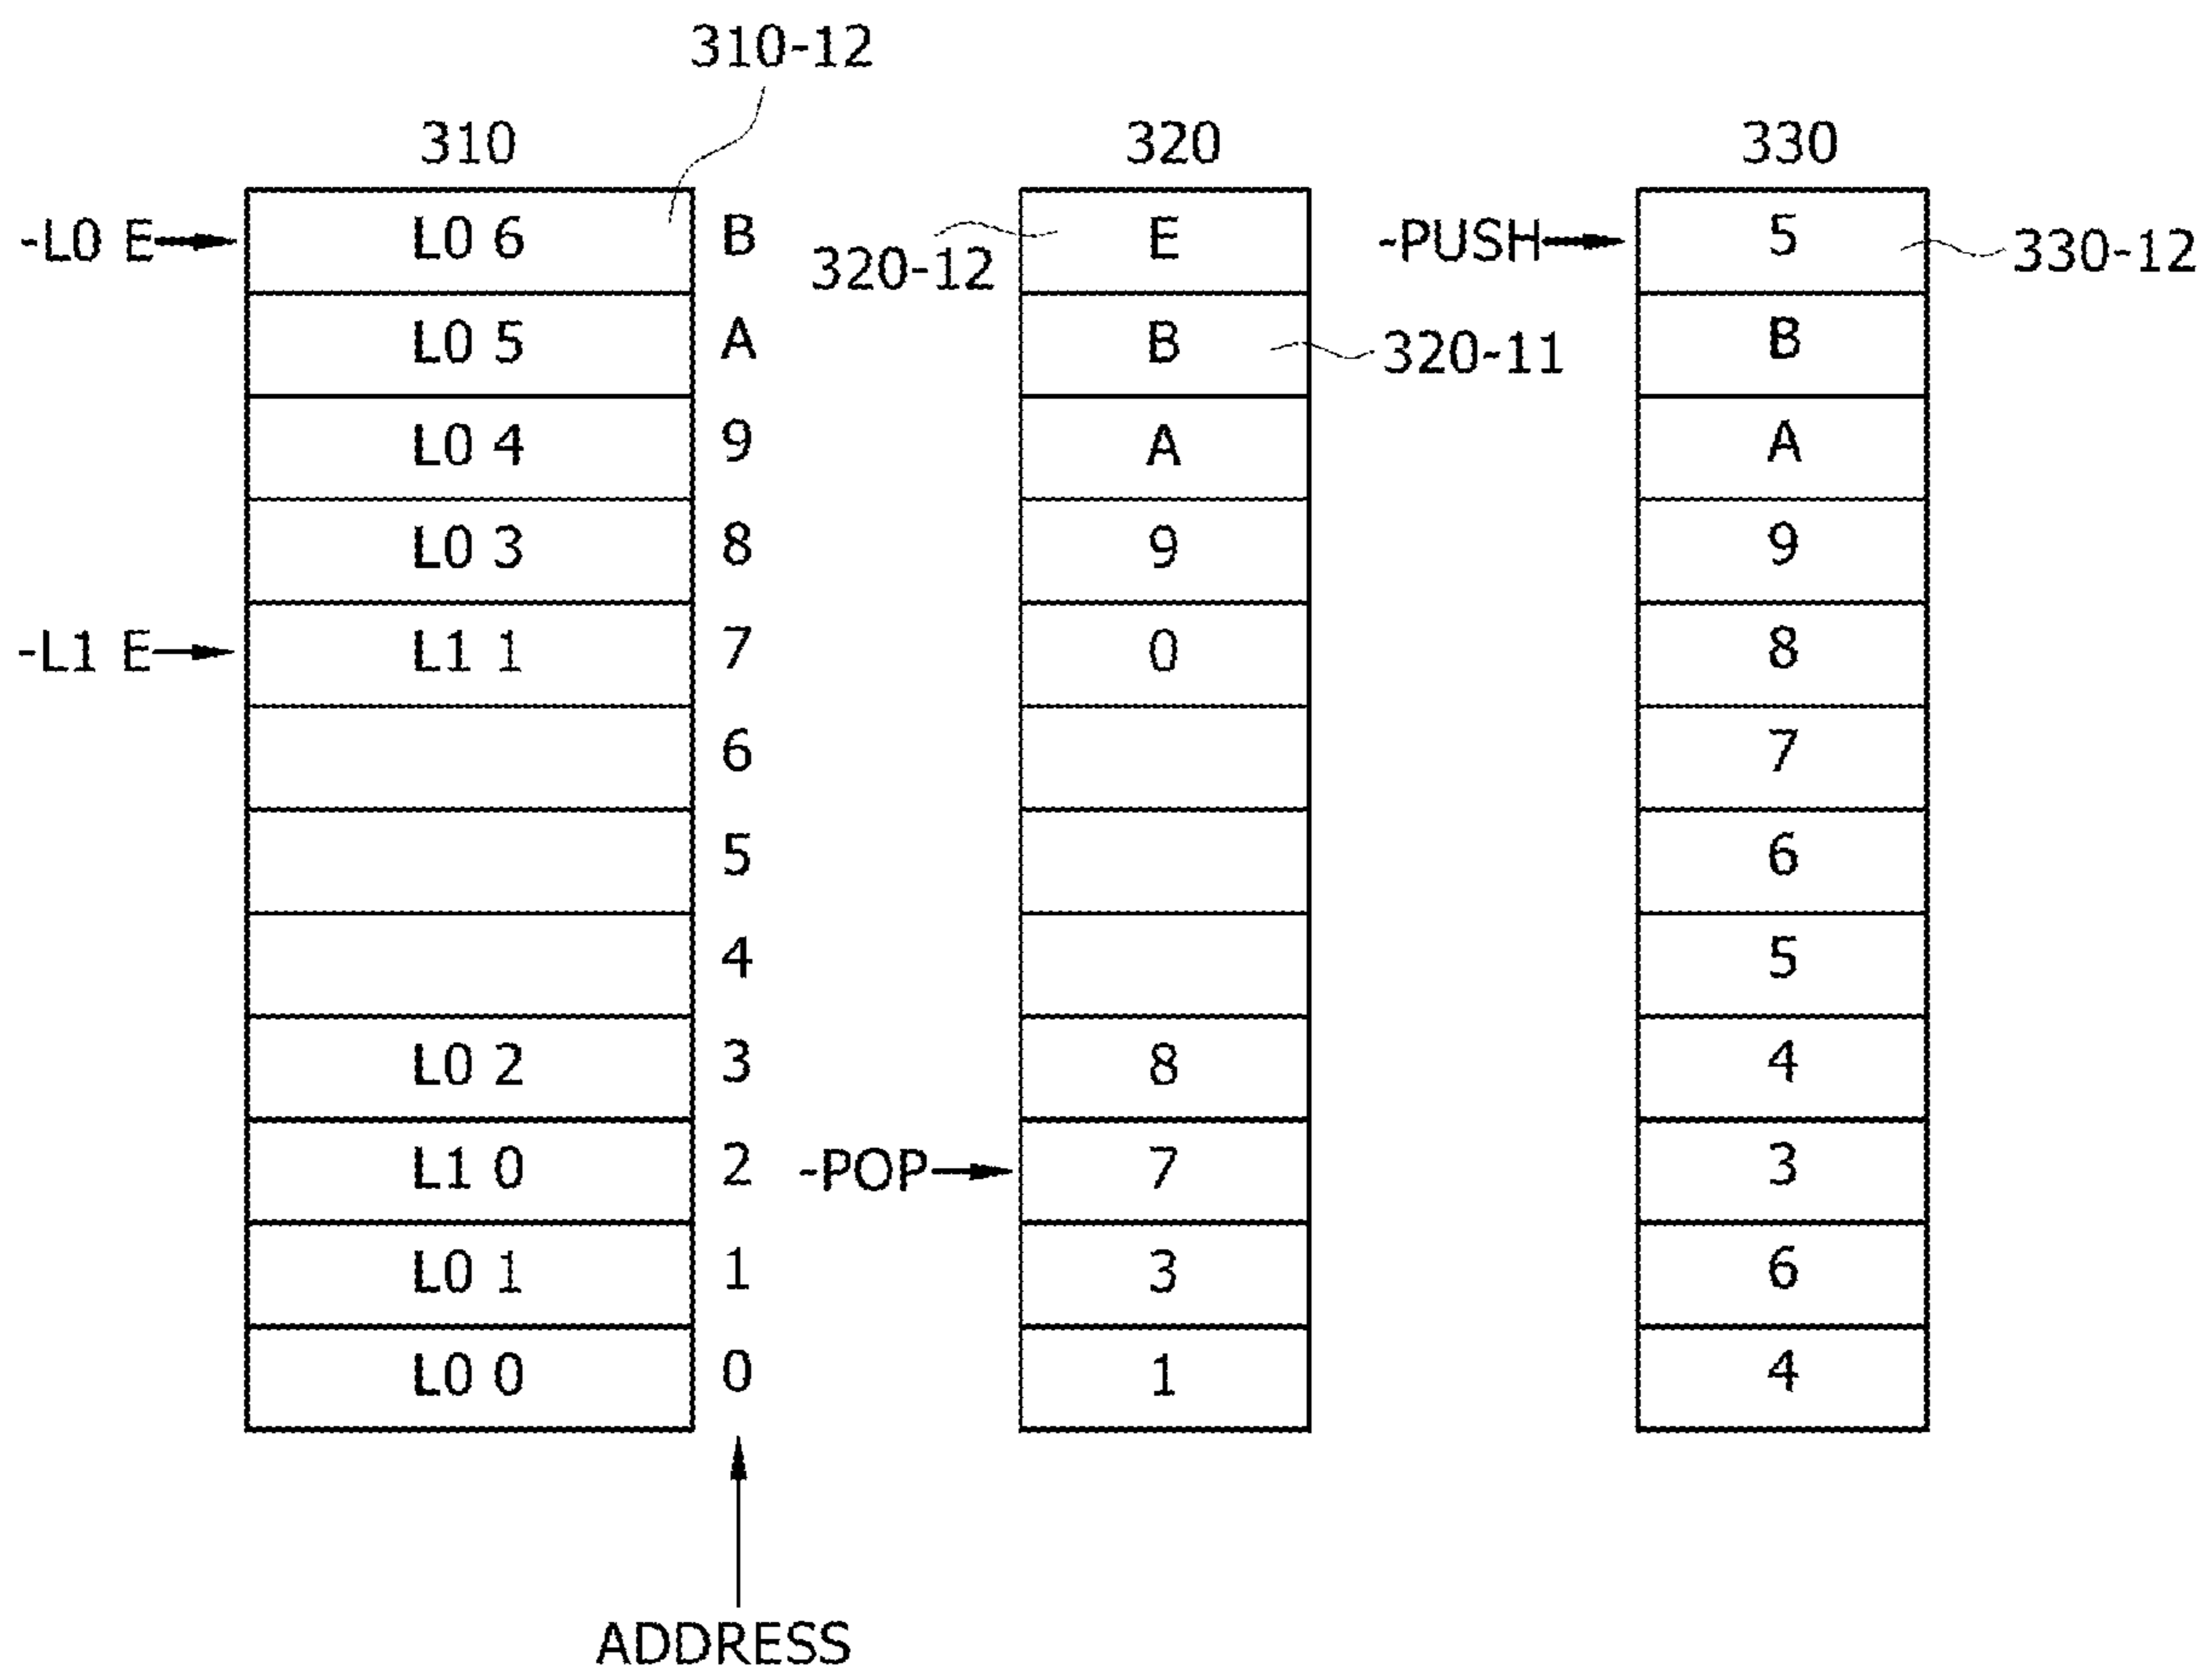 310-12
310 320 330
-L0 E L0 6 B 320-12 E -PUSH 5 330-12
L0 5 A B 320-11 B
L0 4 9 A A
L0 3 8 9 9
-L1 E L1 1 7 0 8
6 7
5 6
4 5
L0 2 3 8 4
L1 0 2 -POP 7 3
L0 1 1 3 6
L0 0 0 1 4
ADDRESS